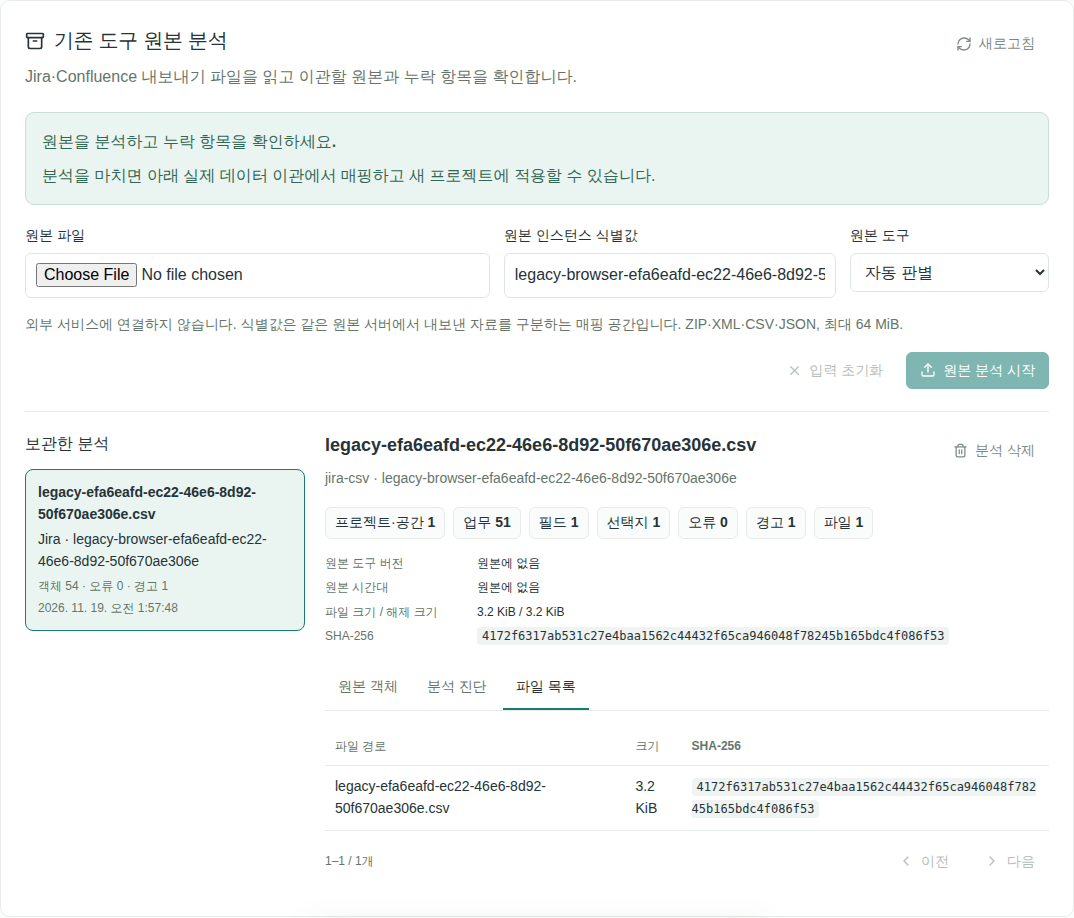 기존 도구 원본 분석
새로고침
Jira·Confluence 내보내기 파일을 읽고 이관할 원본과 누락 항목을 확인합니다.
원본을 분석하고 누락 항목을 확인하세요.
분석을 마치면 아래 실제 데이터 이관에서 매핑하고 새 프로젝트에 적용할 수 있습니다.
원본 파일
원본 인스턴스 식별값
원본 도구
Choose File No file chosen
legacy-browser-efa6eafd-ec22-46e6-8d92-5
자동 판별
외부 서비스에 연결하지 않습니다. 식별값은 같은 원본 서버에서 내보낸 자료를 구분하는 매핑 공간입니다. ZIP·XML·CSV·JSON, 최대 64 MiB.
입력 초기화
원본 분석 시작
보관한 분석
legacy-efa6eafd-ec22-46e6-8d92-
50f670ae306e.csv
Jira · legacy-browser-efa6eafd-ec22-
46e6-8d92-50f670ae306e
객체 54 · 오류 0 · 경고 1
2026. 11. 19. 오전 1:57:48
legacy-efa6eafd-ec22-46e6-8d92-50f670ae306e.csv
분석 삭제
jira-csv · legacy-browser-efa6eafd-ec22-46e6-8d92-50f670ae306e
프로젝트·공간 1
업무 51
필드 1
선택지 1
오류 0
경고 1
파일 1
원본 도구 버전 원본에 없음
원본 시간대 원본에 없음
파일 크기 / 해제 크기 3.2 KiB / 3.2 KiB
SHA-256 4172f6317ab531c27e4baa1562c44432f65ca946048f78245b165bdc4f086f53
원본 객체
분석 진단
파일 목록
파일 경로
크기
SHA-256
legacy-efa6eafd-ec22-46e6-8d92-
50f670ae306e.csv
3.2
KiB
4172f6317ab531c27e4baa1562c44432f65ca946048f782
45b165bdc4f086f53
1–1 / 1개
이전
다음